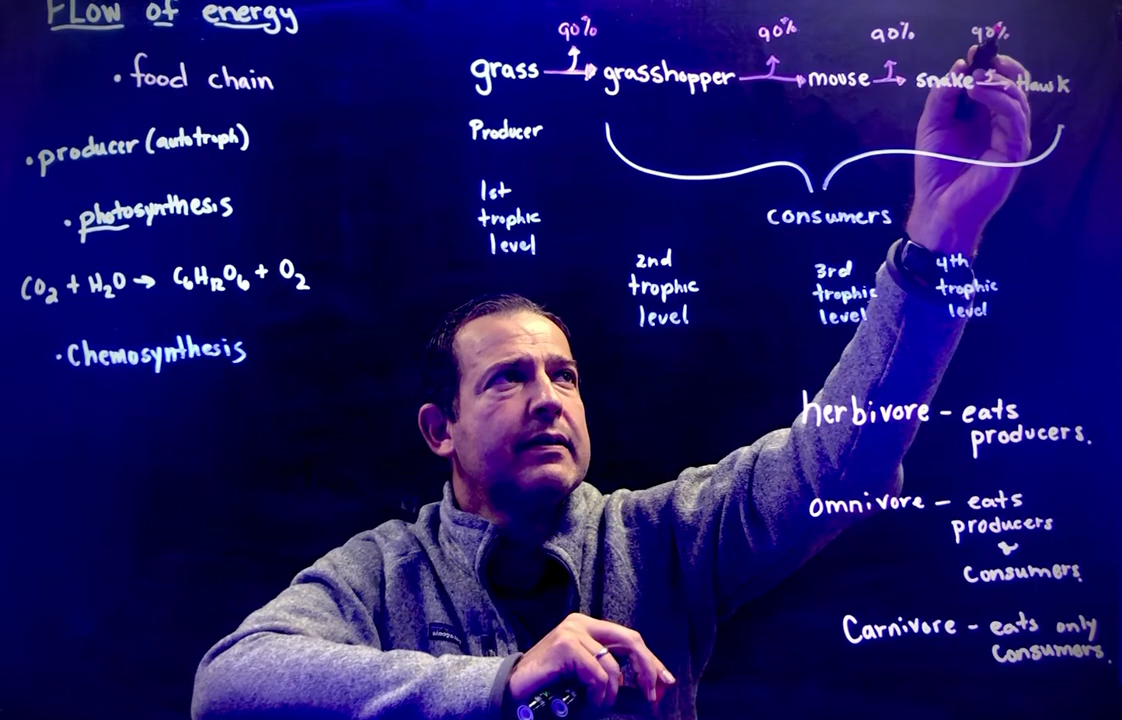 Flow of energy
• food chain
• producer (autotroph)
• photosynthesis
CO2 + H2O → C6H12O6 + O2
• Chemosynthesis
90% 90% 90% 90%
grass → grasshopper → mouse → snake → Hawk
Producer
1st
trophic
level
consumers
2nd
trophic
level
3rd
trophic
level
4th
trophic
level
herbivore - eats
producers.
omnivore - eats
producers
&
consumers.
Carnivore - eats only
consumers.